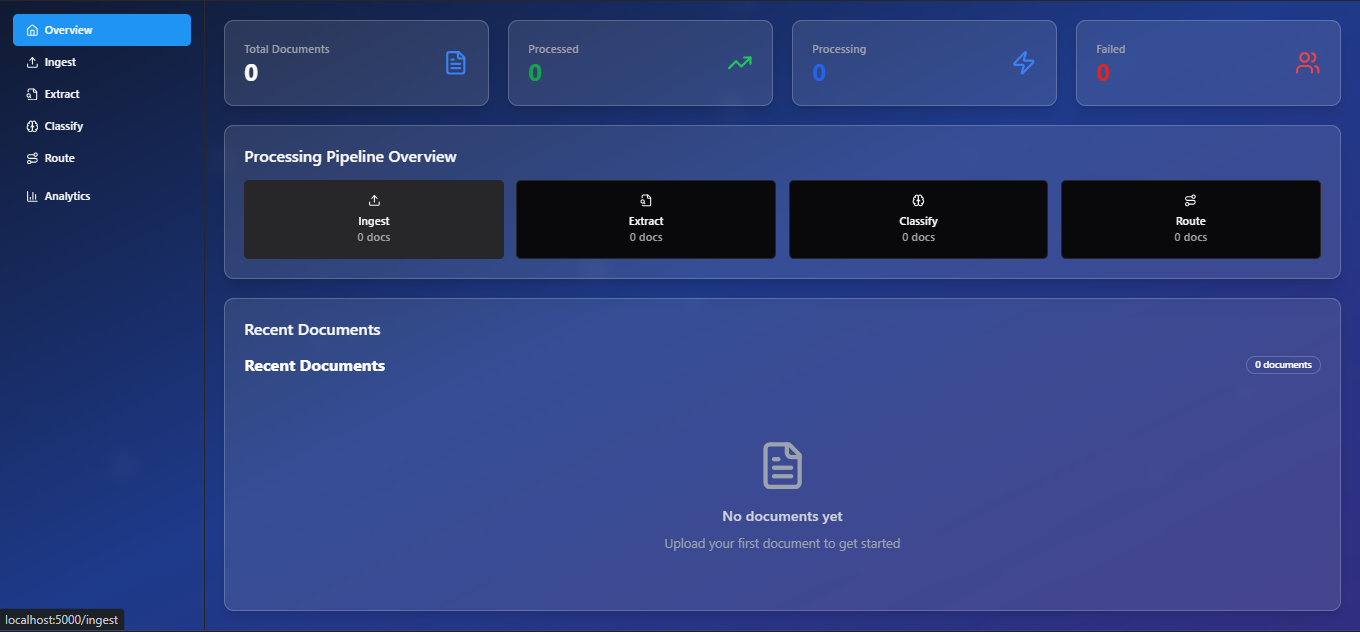 Overview
Ingest
Extract
Classify
Route
Analytics
Total Documents
0
Processed
0
Processing
0
Failed
0
Processing Pipeline Overview
Ingest
0 docs
Extract
0 docs
Classify
0 docs
Route
0 docs
Recent Documents
Recent Documents
0 documents
No documents yet
Upload your first document to get started
localhost:5000/ingest